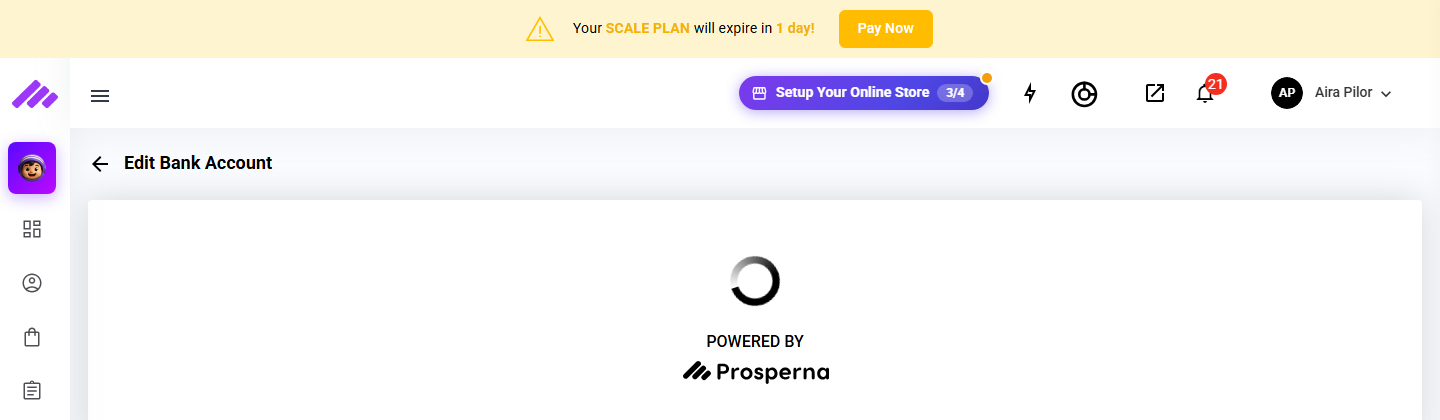 Your SCALE PLAN will expire in 1 day!
Pay Now
Setup Your Online Store 3/4
21
AP
Aira Pilor
Edit Bank Account
POWERED BY
Prosperna